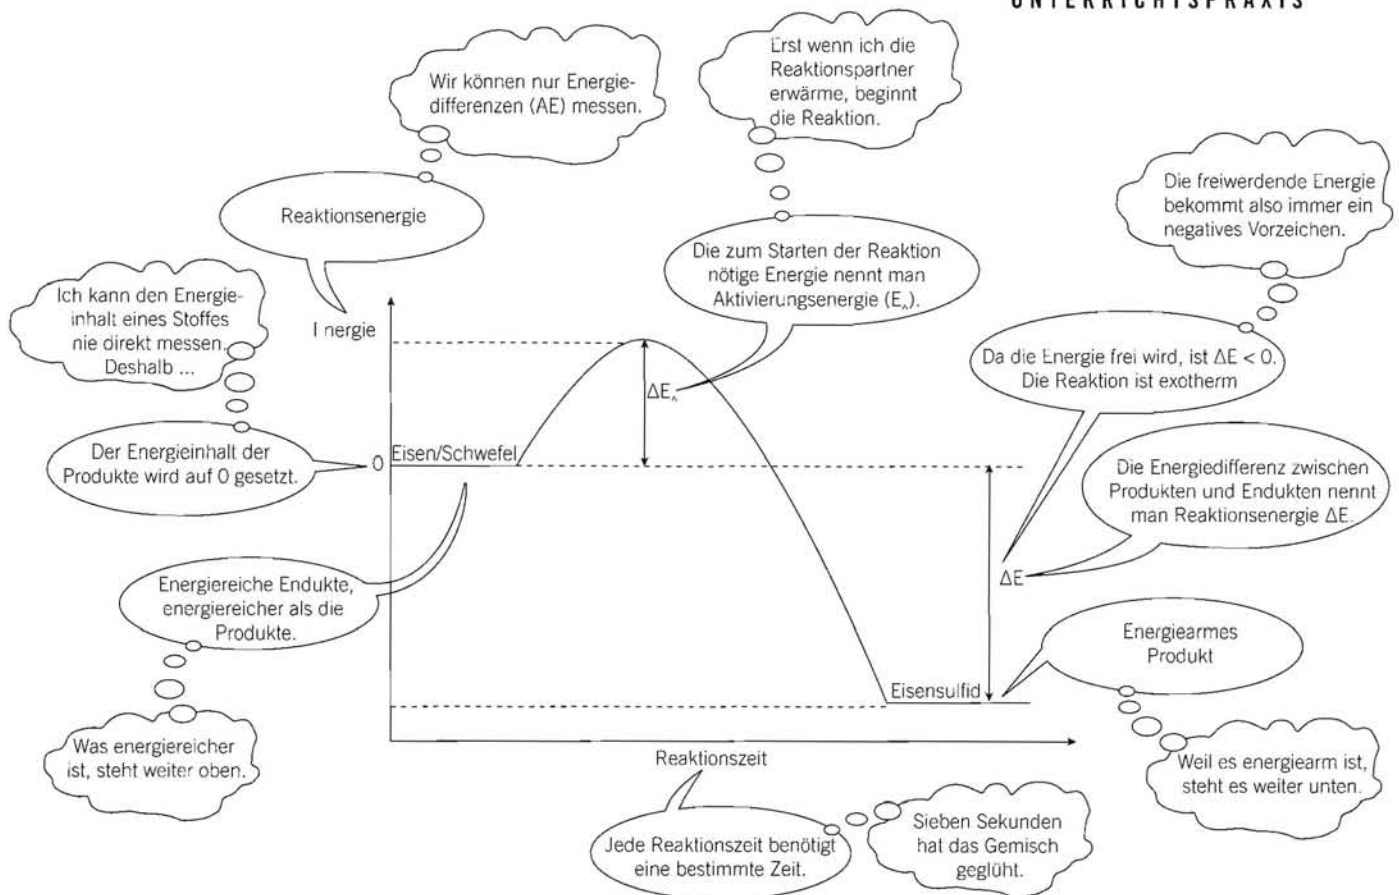 UNTERRICHTSPRAXIS
Wir können nur Energie-
differenzen (AE) messen.
Erst wenn ich die
Reaktionspartner
erwärme, beginnt
die Reaktion.
Reaktionsenergie
Die freiwerdende Energie
bekommt also immer ein
negatives Vorzeichen.
Die zum Starten der Reaktion
nötige Energie nennt man
Aktivierungsenergie (E^).
Ich kann den Energie-
inhalt eines Stoffes
nie direkt messen.
Deshalb ...
I nergie
Da die Energie frei wird, ist ΔE < 0.
Die Reaktion ist exotherm
ΔE^
Der Energieinhalt der
Produkte wird auf 0 gesetzt.
0
Eisen/Schwefel
Die Energiedifferenz zwischen
Produkten und Endukten nennt
man Reaktionsenergie ΔE.
ΔE
Energiereiche Endukte,
energiereicher als die
Produkte.
Energiearmes
Produkt
Eisensulfid
Was energiereicher
ist, steht weiter oben.
Weil es energiearm ist,
steht es weiter unten.
Reaktionszeit
Jede Reaktionszeit benötigt
eine bestimmte Zeit.
Sieben Sekunden
hat das Gemisch
geglüht.